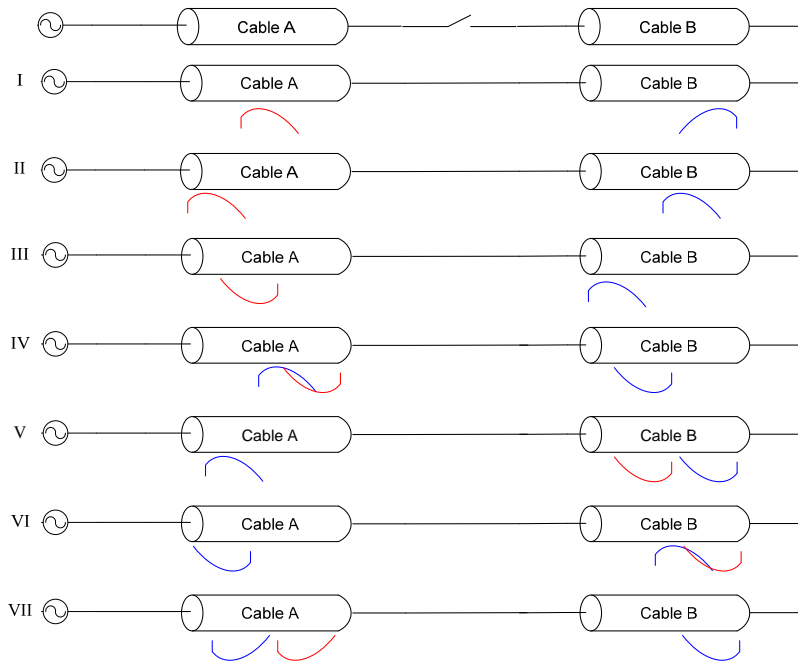 Cable A Cable B
I Cable A Cable B
II Cable A Cable B
III Cable A Cable B
IV Cable A Cable B
V Cable A Cable B
VI Cable A Cable B
VII Cable A Cable B